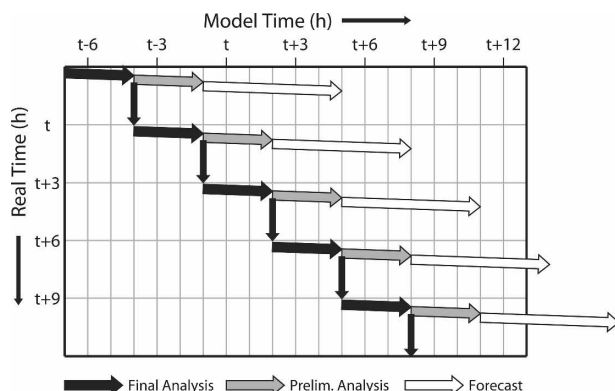 Model Time (h)
t-6 t-3 t t+3 t+6 t+9 t+12
Real Time (h)
t
t+3
t+6
t+9
Final Analysis Prelim. Analysis Forecast